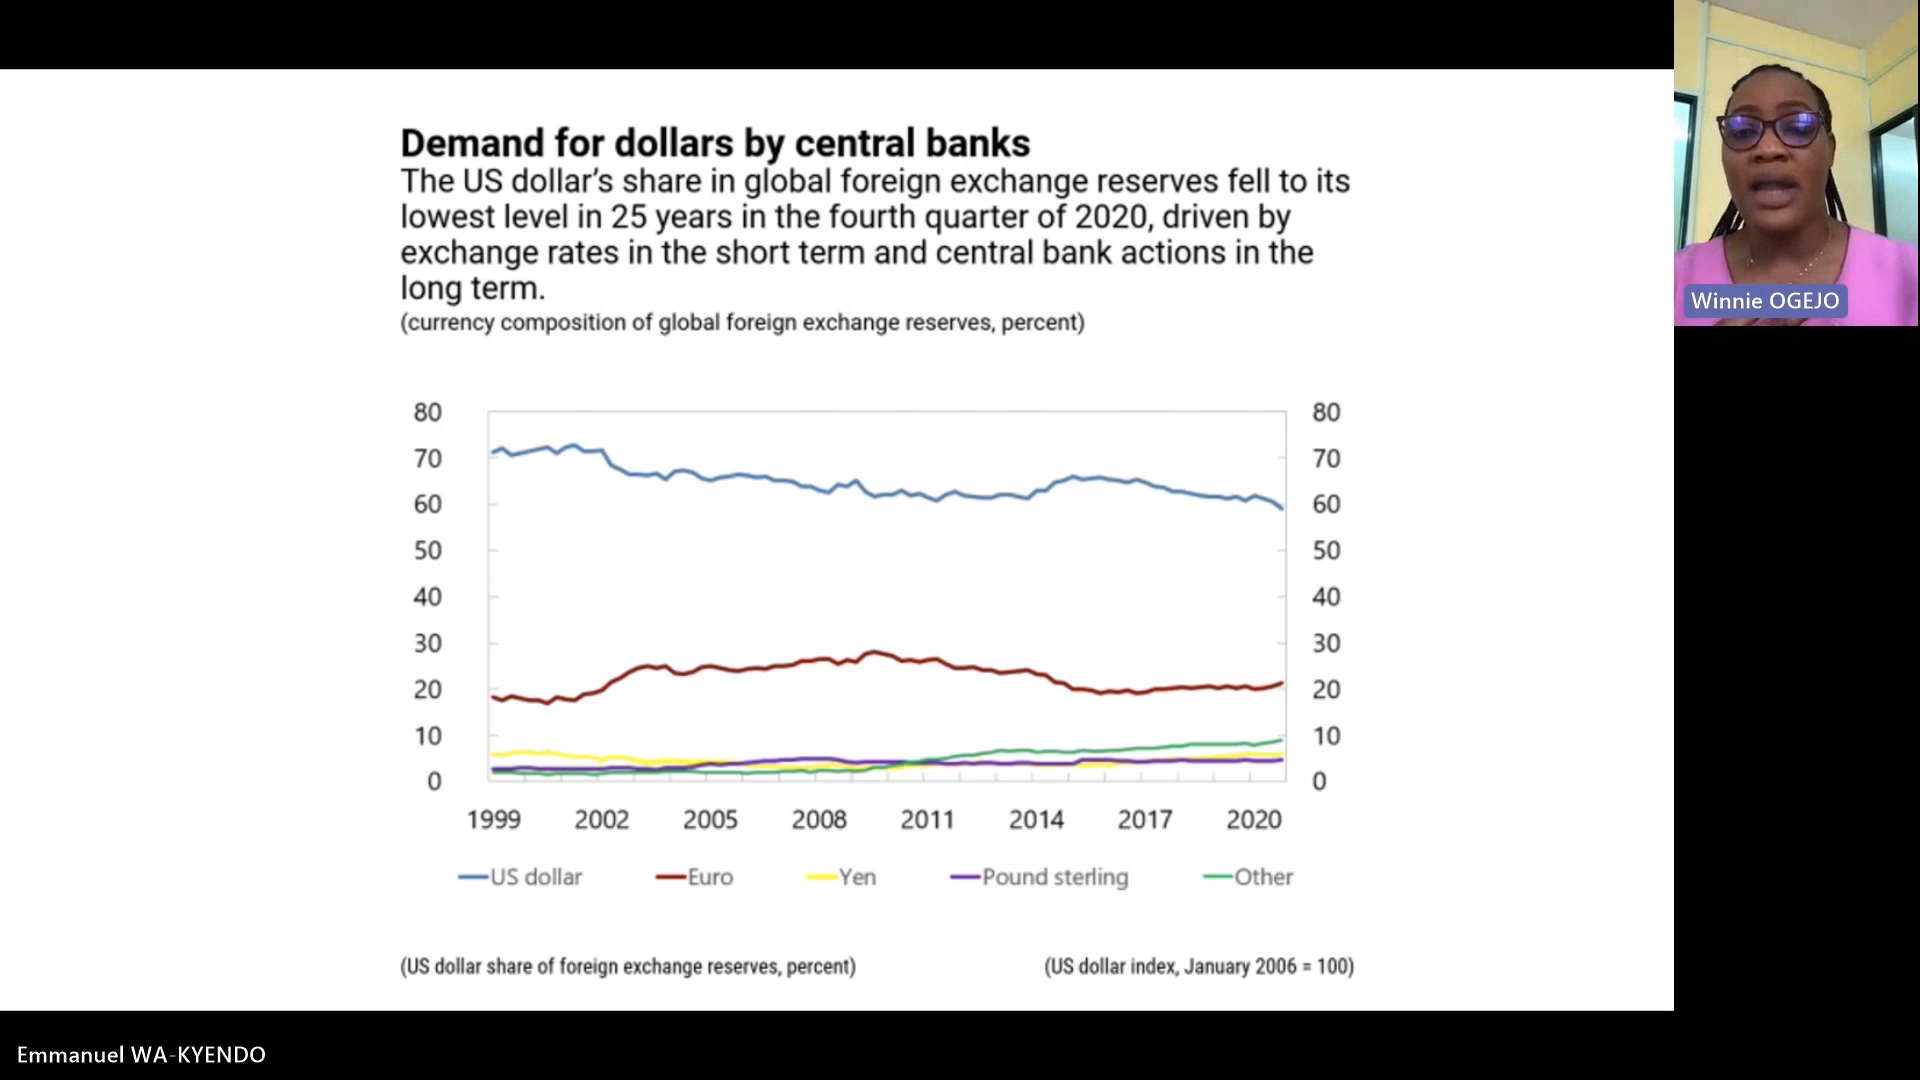 Demand for dollars by central banks
The US dollar's share in global foreign exchange reserves fell to its
lowest level in 25 years in the fourth quarter of 2020, driven by
exchange rates in the short term and central bank actions in the
long term.
(currency composition of global foreign exchange reserves, percent)
80 80
70 70
60 60
50 50
40 40
30 30
20 20
10 10
0 0
1999 2002 2005 2008 2011 2014 2017 2020
US dollar Euro Yen Pound sterling Other
(US dollar share of foreign exchange reserves, percent) (US dollar index, January 2006 = 100)
Winnie OGEJO
Emmanuel WA-KYENDO